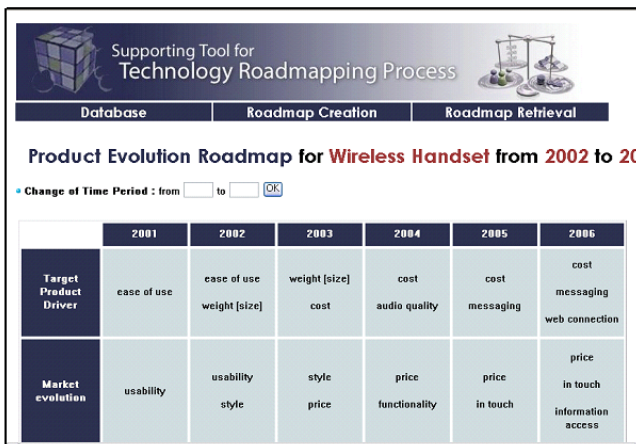 Supporting Tool for
Technology Roadmapping Process
Database Roadmap Creation Roadmap Retrieval
Product Evolution Roadmap for Wireless Handset from 2002 to
Change of Time Period : from to OK
2001 2002 2003 2004 2005 2006
Target
Product
Driver
ease of use
ease of use
weight [size]
weight [size]
cost
cost
audio quality
cost
messaging
cost
messaging
web connection
Market
evolution
usability
usability
style
style
price
price
functionality
price
in touch
price
in touch
information
access